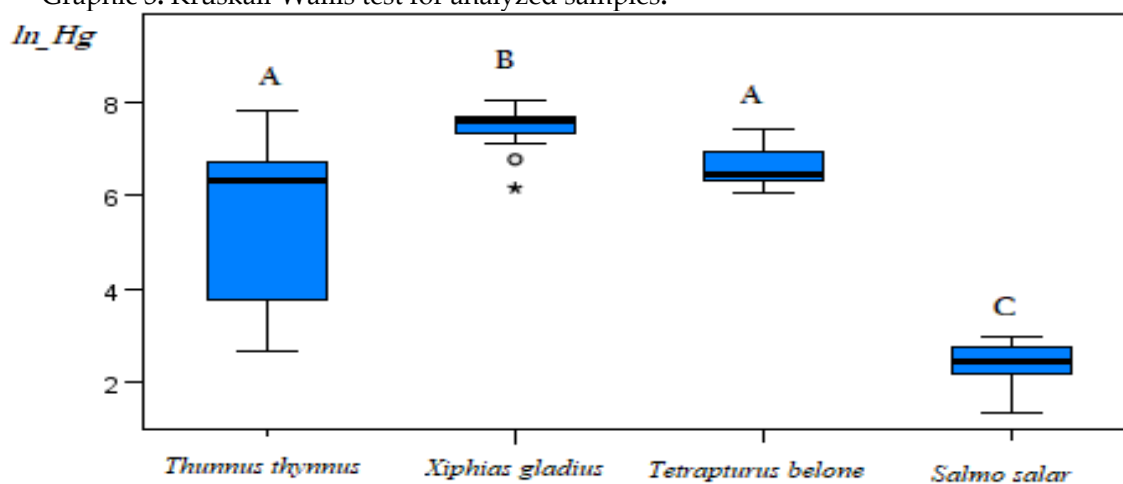 Graphic 3. Kruskall Wallis test for analyzed samples.
ln_Hg
A
B
A
C
8
6
4
2
Thunnus thynnus
Xiphias gladius
Tetrapturus belone
Salmo salar